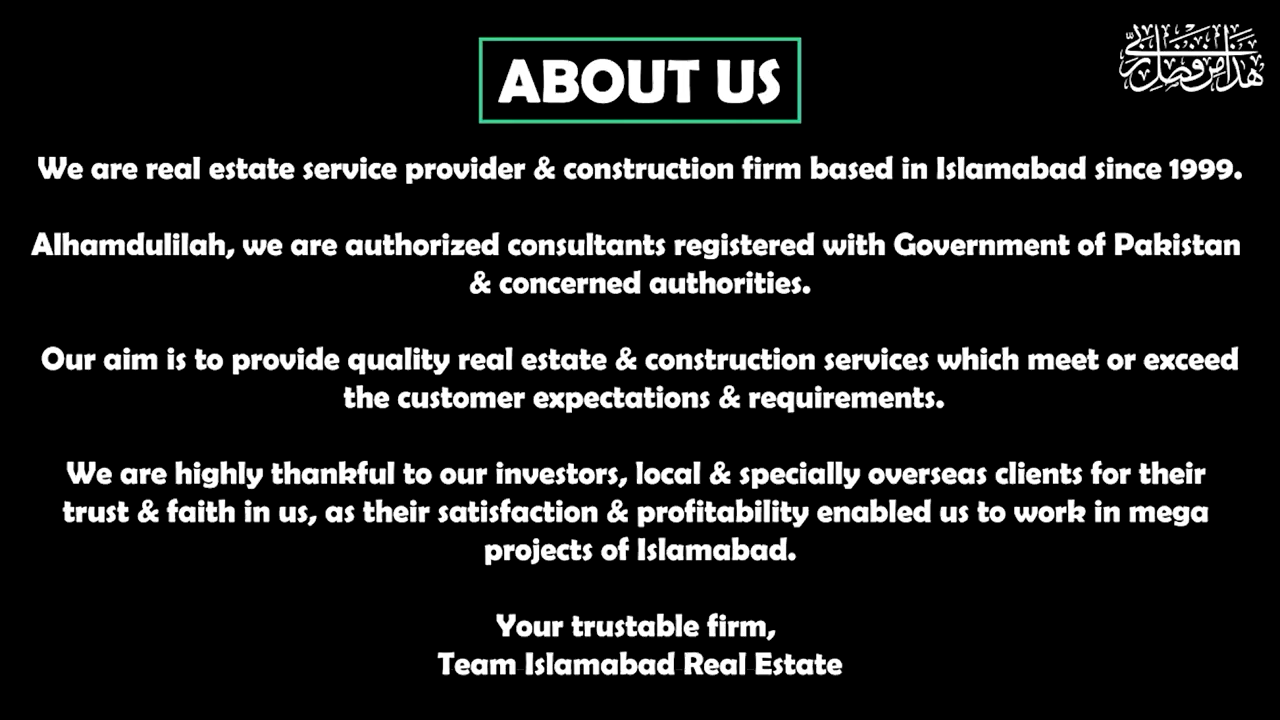 هذا من فضل ربي
ABOUT US
We are real estate service provider & construction firm based in Islamabad since 1999.
Alhamdulilah, we are authorized consultants registered with Government of Pakistan
& concerned authorities.
Our aim is to provide quality real estate & construction services which meet or exceed
the customer expectations & requirements.
We are highly thankful to our investors, local & specially overseas clients for their
trust & faith in us, as their satisfaction & profitability enabled us to work in mega
projects of Islamabad.
Your trustable firm,
Team Islamabad Real Estate